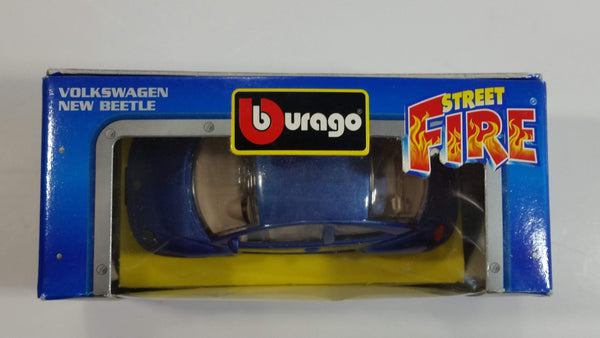 VOLKSWAGEN
NEW BEETLE
burago
STREET
FIRE